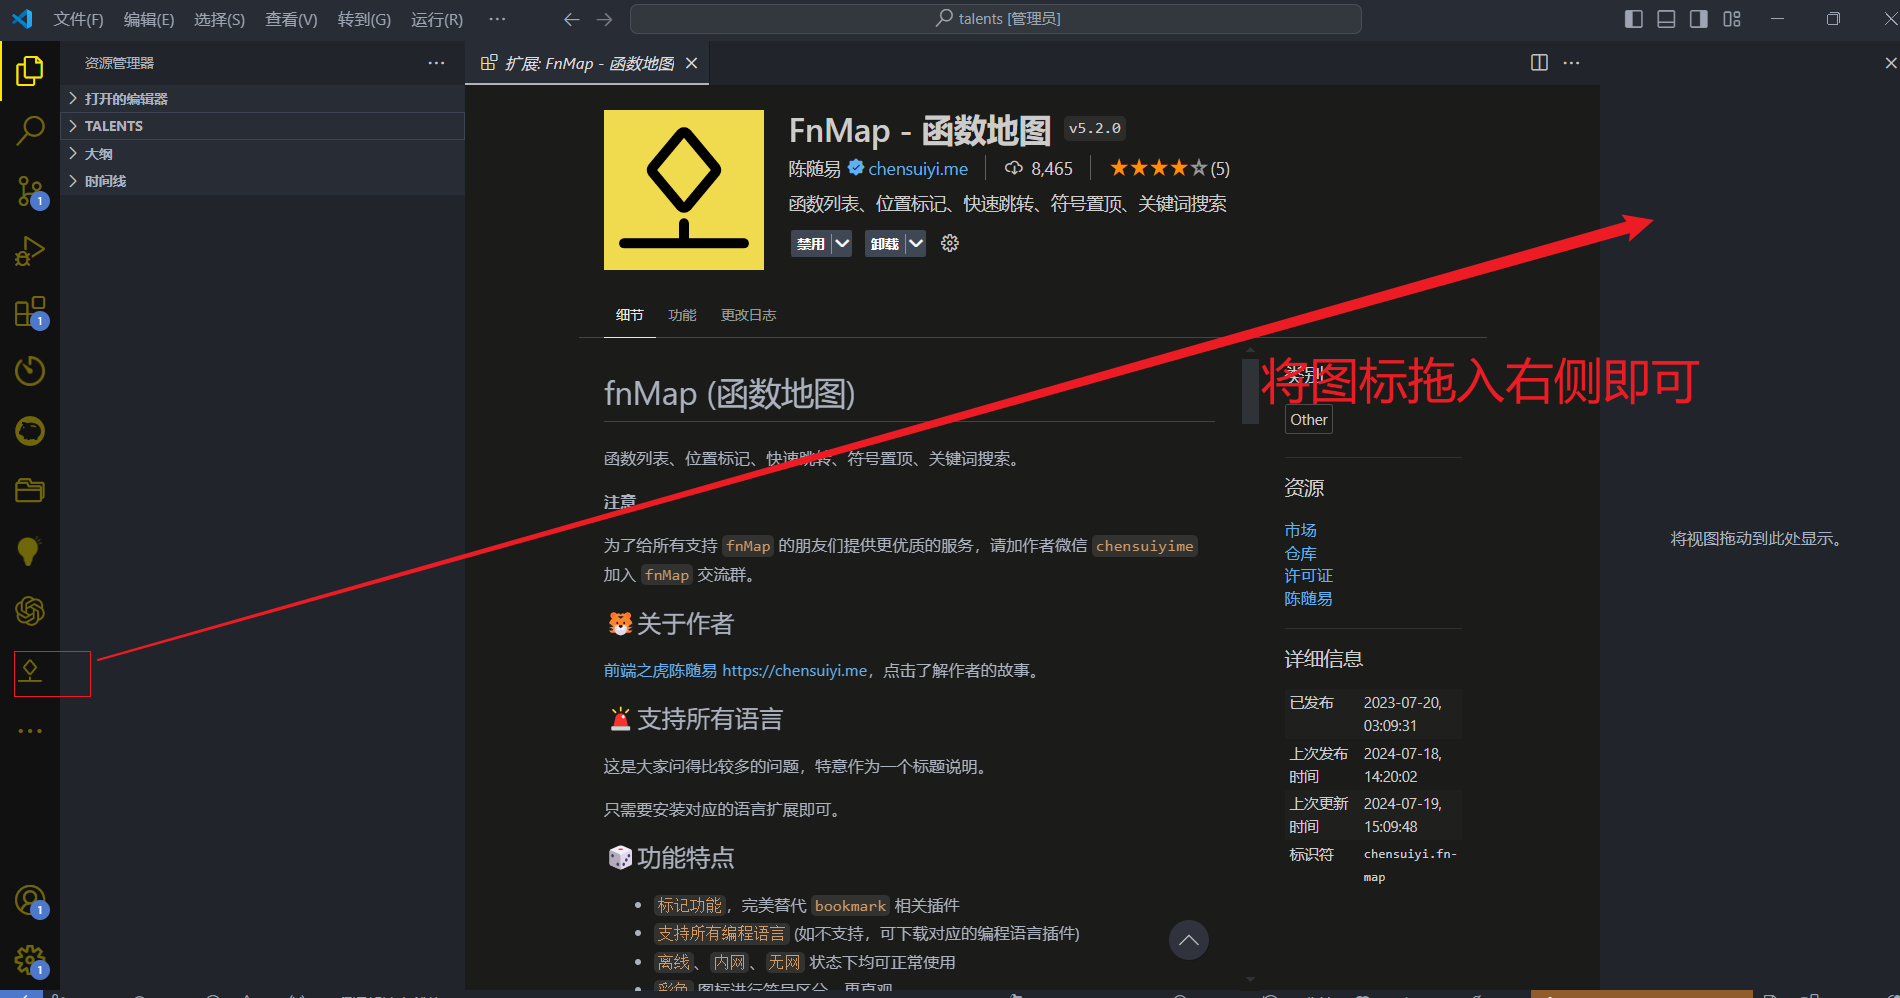 文件(F) 编辑(E) 选择(S) 查看(V) 转到(G) 运行(R) ··· talents [管理员]
资源管理器
打开的编辑器
TALENTS
大纲
时间线
1
1
1
1
扩展: FnMap - 函数地图
FnMap - 函数地图 v5.2.0
陈随易 chensuiyi.me 8,465 (5)
函数列表、位置标记、快速跳转、符号置顶、关键词搜索
禁用 卸载
细节 功能 更改日志
fnMap (函数地图)
函数列表、位置标记、快速跳转、符号置顶、关键词搜索。
注意
为了给所有支持 fnMap 的朋友们提供更优质的服务，请加作者微信 chensuiyime
加入 fnMap 交流群。
🐯关于作者
前端之虎陈随易 https://chensuiyi.me，点击了解作者的故事。
🚨支持所有语言
这是大家问得比较多的问题，特意作为一个标题说明。
只需要安装对应的语言扩展即可。
🎲功能特点
• 标记功能，完美替代 bookmark 相关插件
• 支持所有编程语言 (如不支持，可下载对应的编程语言插件)
• 离线、内网、无网 状态下均可正常使用
• 彩色 图标进行符号区分，更直观
类别
将图标拖入右侧即可
Other
资源
市场
仓库
许可证
陈随易
详细信息
已发布 2023-07-20,
03:09:31
上次发布 2024-07-18,
时间 14:20:02
上次更新 2024-07-19,
时间 15:09:48
标识符 chensuiyi.fn-
map
将视图拖动到此处显示。